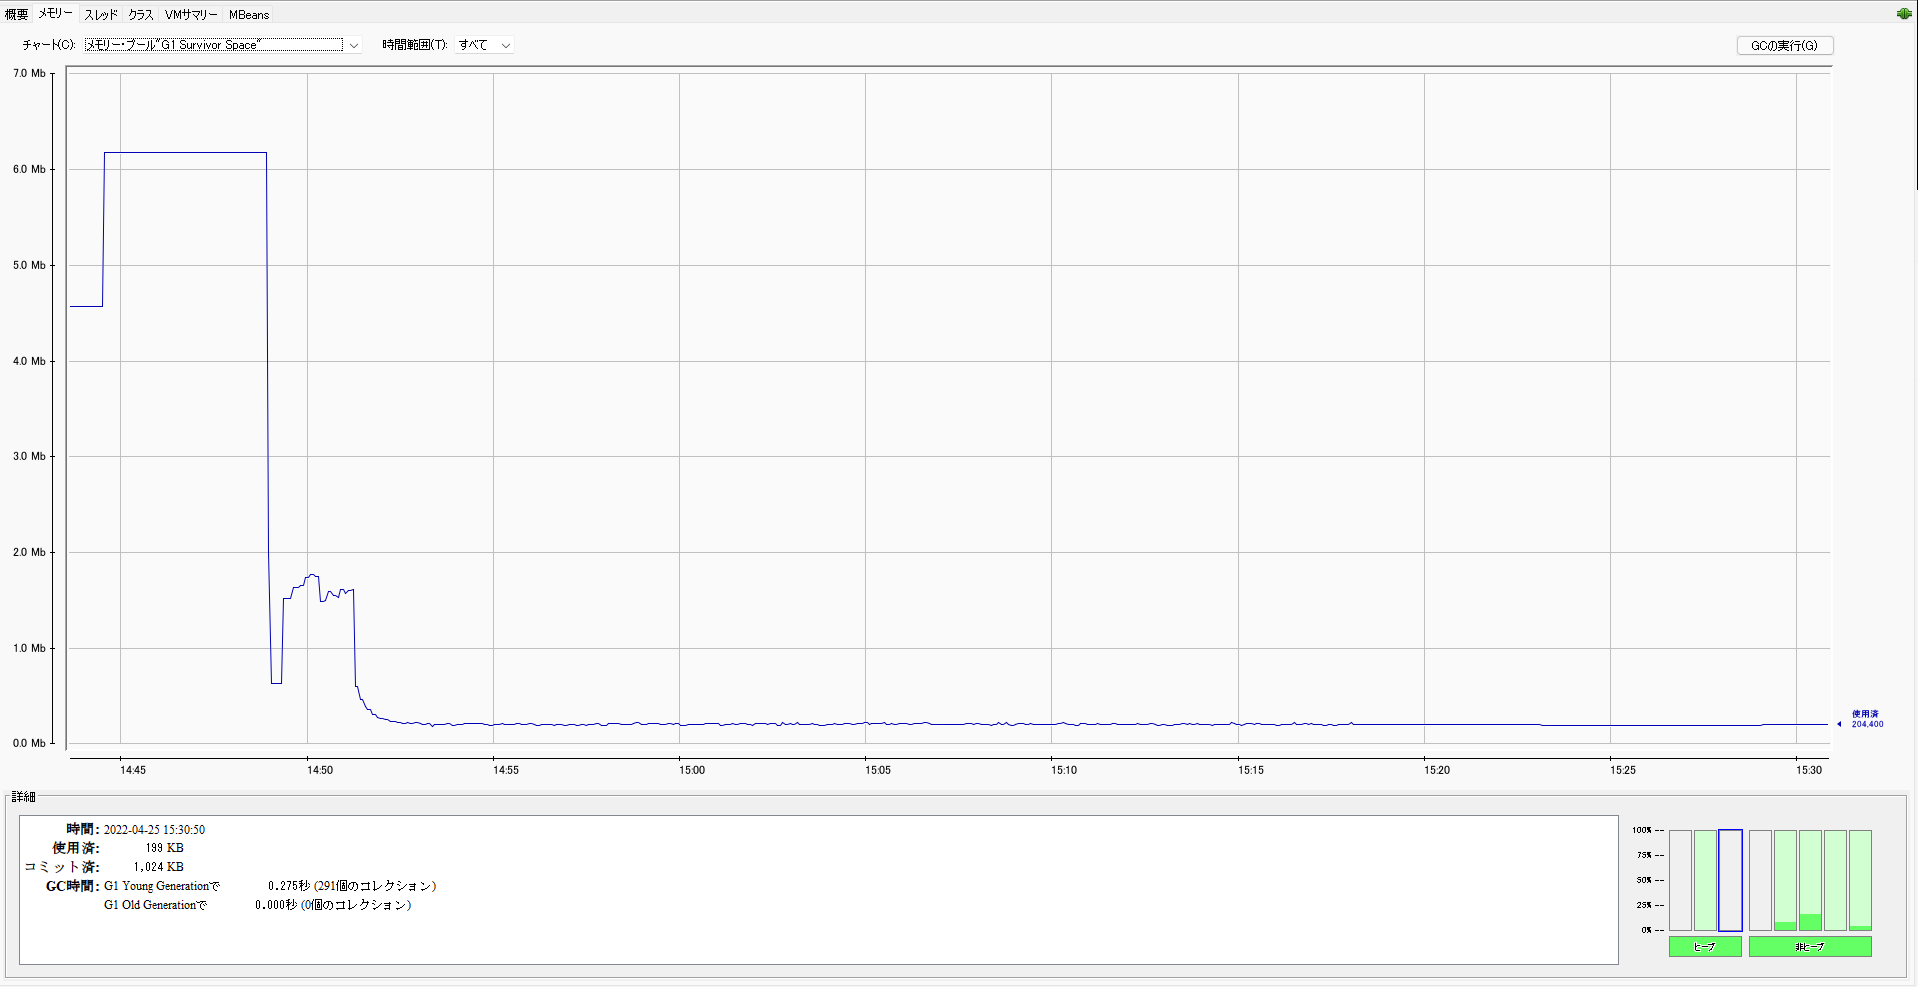 概要 メモリー スレッド クラス VMサマリー MBeans
チャート(C): メモリー・プール"G1 Survivor Space" 時間範囲(T): すべて GCの実行(G)
7.0 Mb
6.0 Mb
5.0 Mb
4.0 Mb
3.0 Mb
2.0 Mb
1.0 Mb
0.0 Mb
使用済
204,400
14:45 14:50 14:55 15:00 15:05 15:10 15:15 15:20 15:25 15:30
詳細
時間: 2022-04-25 15:30:50
使用済: 199 KB
コミット済: 1,024 KB
GC時間: G1 Young Generationで 0.275秒 (291個のコレクション)
G1 Old Generationで 0.000秒 (0個のコレクション)
100% --
75% --
50% --
25% --
0% --
ヒープ 非ヒープ